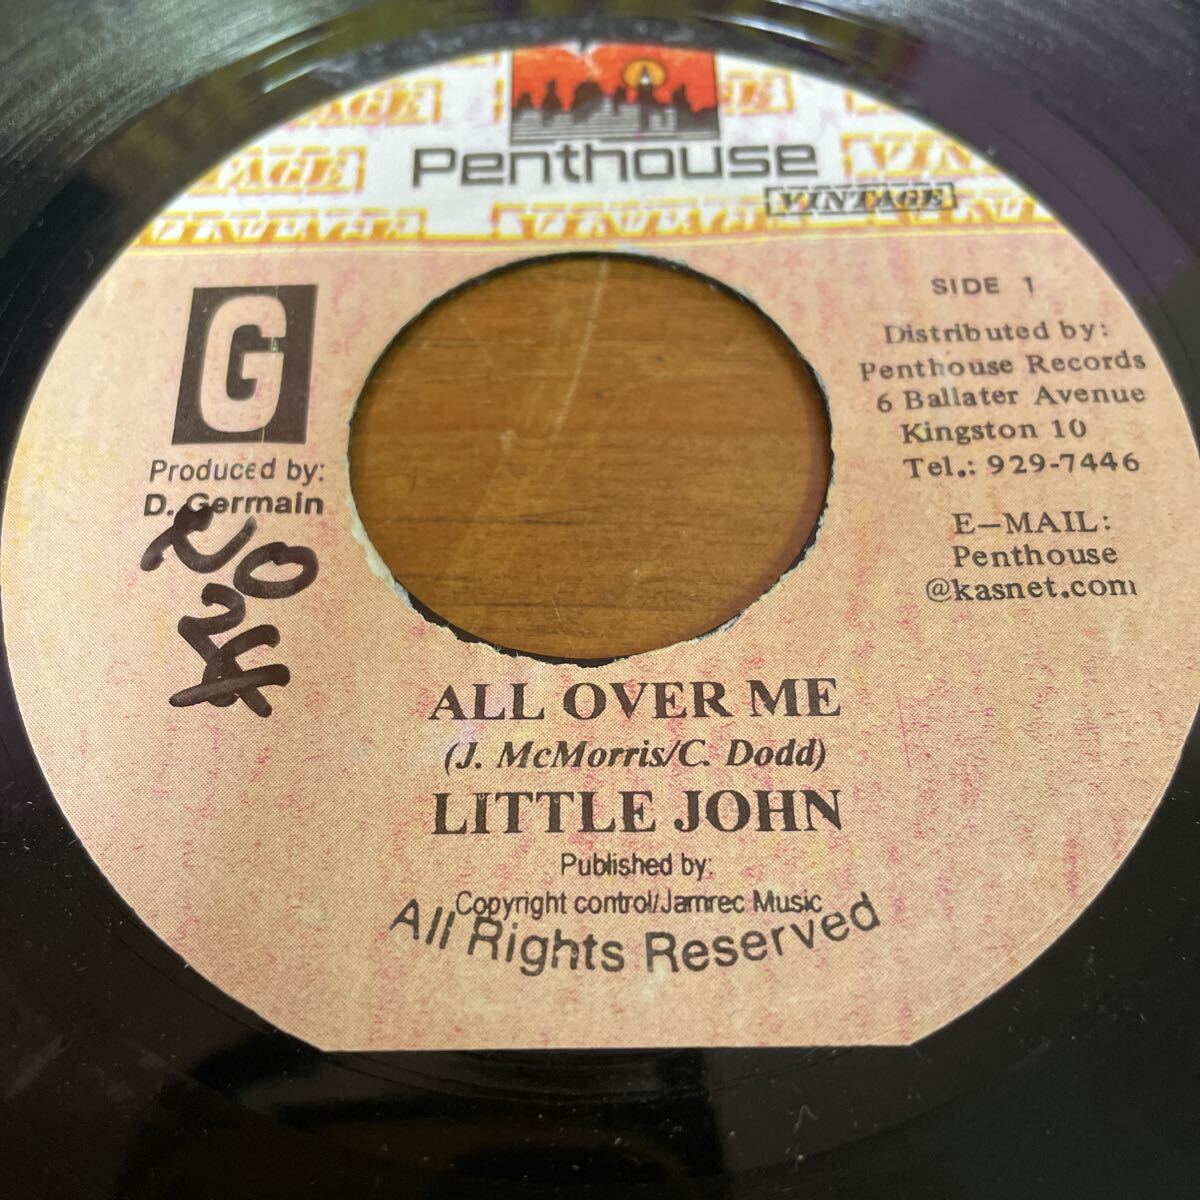 Penthouse
VINTAGE
VINTAGE
G
Produced by:
D. Germain
SIDE 1
Distributed by:
Penthouse Records
6 Ballater Avenue
Kingston 10
Tel.: 929-7446
E-MAIL:
Penthouse
@kasnet.com
ALL OVER ME
(J. McMorris/C. Dodd)
LITTLE JOHN
Published by:
Copyright control/Jamrec Music
All Rights Reserved